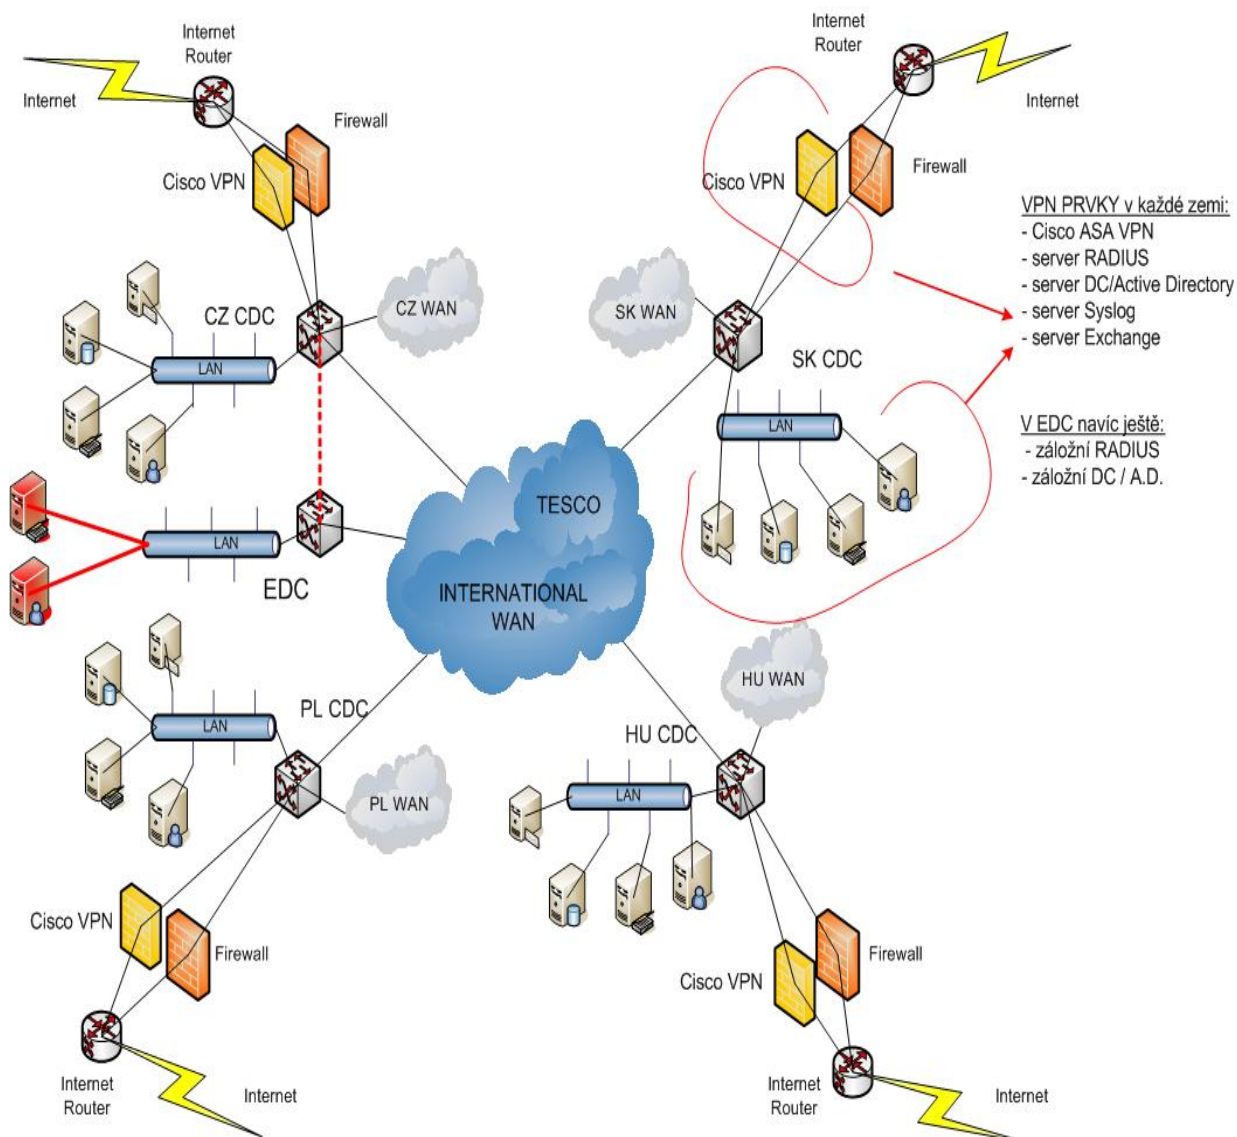 Internet
Router
Internet
Firewall
Cisco VPN
Internet
Router
Internet
Cisco VPN
Firewall
VPN PRVKY v každé zemi:
- Cisco ASA VPN
- server RADIUS
- server DC/Active Directory
- server Syslog
- server Exchange
V EDC navíc ještě:
- záložní RADIUS
- záložní DC / A.D.
CZ CDC
CZ WAN
LAN
SK WAN
SK CDC
LAN
TESCO
INTERNATIONAL
WAN
LAN
EDC
PL CDC
LAN
PL WAN
HU WAN
HU CDC
LAN
Cisco VPN
Firewall
Internet
Router
Internet
Firewall
Cisco VPN
Internet
Router
Internet